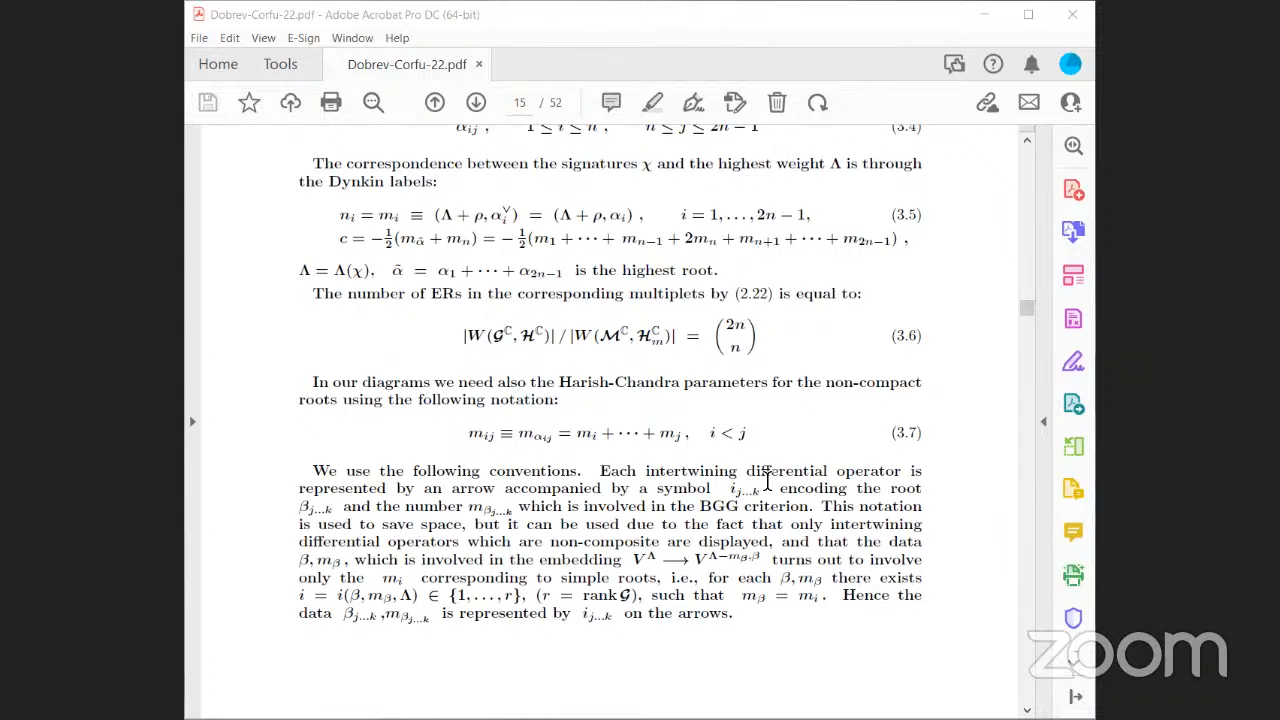 Dobrev-Corfu-22.pdf - Adobe Acrobat Pro DC (64-bit)
File Edit View E-Sign Window Help
Home Tools Dobrev-Corfu-22.pdf ×
15 / 52
α_{ij} , 1 ≤ i ≤ n , n ≤ j ≤ 2n − 1 (3.4)
The correspondence between the signatures χ and the highest weight Λ is through
the Dynkin labels:
n_i = m_i ≡ (Λ + ρ, α_i^∨) = (Λ + ρ, α_i) , i = 1, . . . , 2n − 1, (3.5)
c = −½(m_{α̃} + m_n) = −½(m_1 + ··· + m_{n−1} + 2m_n + m_{n+1} + ··· + m_{2n−1}) ,
Λ = Λ(χ), α̃ = α_1 + ··· + α_{2n−1} is the highest root.
The number of ERs in the corresponding multiplets by (2.22) is equal to:
|W(𝓖^ℂ, 𝓗^ℂ)| / |W(𝓜^ℂ, 𝓗_m^ℂ)| = (2n n) (3.6)
In our diagrams we need also the Harish-Chandra parameters for the non-compact
roots using the following notation:
m_{ij} ≡ m_{α_{ij}} = m_i + ··· + m_j , i < j (3.7)
We use the following conventions. Each intertwining differential operator is
represented by an arrow accompanied by a symbol i_{j...k} encoding the root
β_{j...k} and the number m_{β_{j...k}} which is involved in the BGG criterion. This notation
is used to save space, but it can be used due to the fact that only intertwining
differential operators which are non-composite are displayed, and that the data
β, m_β , which is involved in the embedding V^Λ ⟶ V^{Λ−m_β,β} turns out to involve
only the m_i corresponding to simple roots, i.e., for each β, m_β there exists
i = i(β, m_β, Λ) ∈ {1, . . . , r}, (r = rank 𝓖), such that m_β = m_i . Hence the
data β_{j...k} ,m_{β_{j...k}} is represented by i_{j...k} on the arrows.
zoom